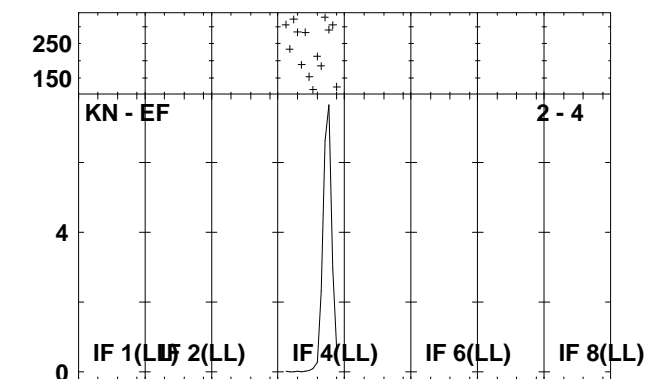 250
150
KN - EF 2 - 4
4
IF 1(LL) IF 2(LL) IF 4(LL) IF 6(LL) IF 8(LL)
0